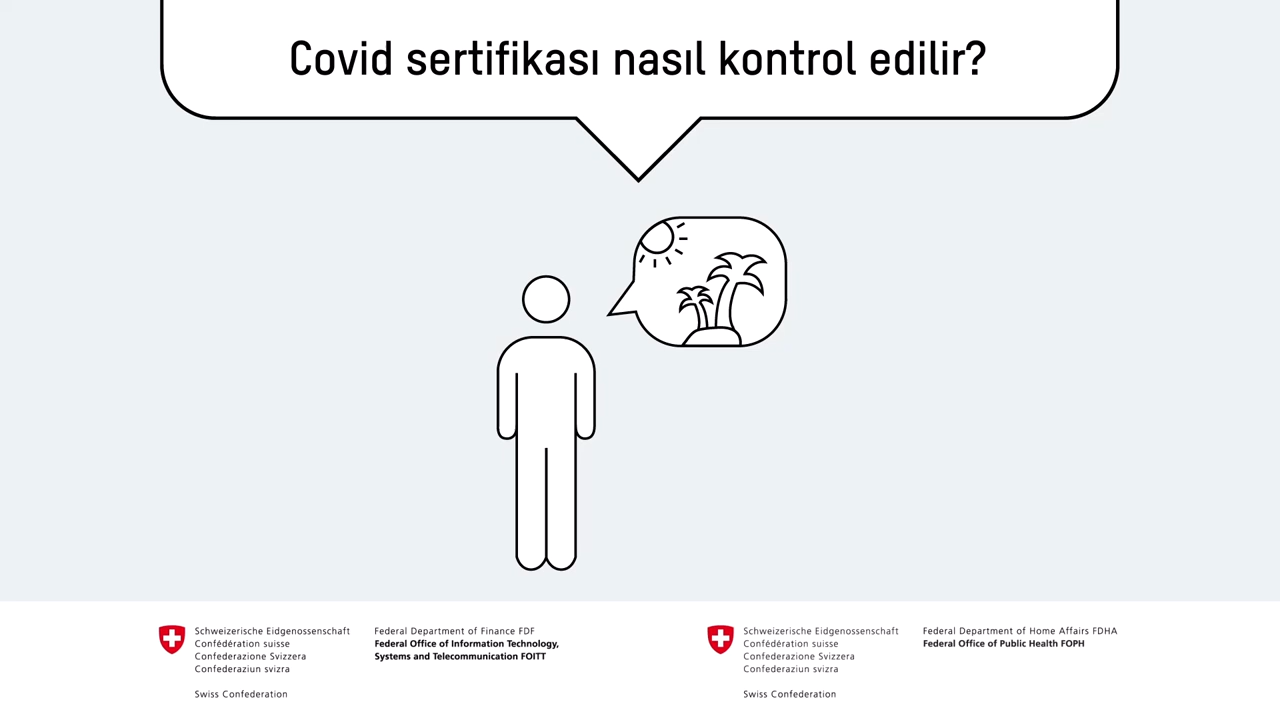 Covid sertifikası nasıl kontrol edilir?
Schweizerische Eidgenossenschaft
Confédération suisse
Confederazione Svizzera
Confederaziun svizra
Swiss Confederation
Federal Department of Finance FDF
Federal Office of Information Technology,
Systems and Telecommunication FOITT
Schweizerische Eidgenossenschaft
Confédération suisse
Confederazione Svizzera
Confederaziun svizra
Swiss Confederation
Federal Department of Home Affairs FDHA
Federal Office of Public Health FOPH